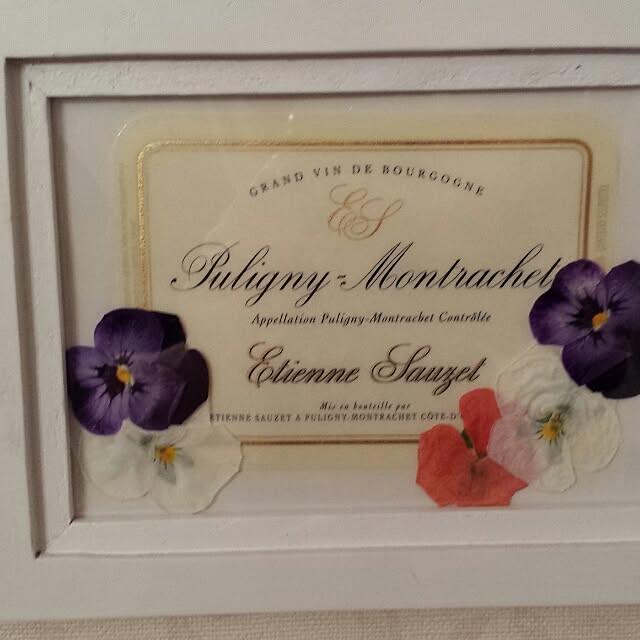 GRAND VIN DE BOURGOGNE
ES
Puligny-Montrachet
Appellation Puligny-Montrachet Contrôlée
Etienne Sauzet
Mis en bouteille par
ETIENNE SAUZET A PULIGNY-MONTRACHET CÔTE-D'